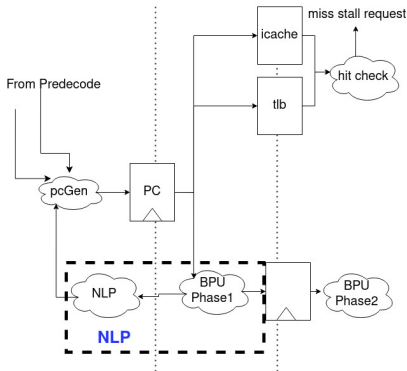 miss stall request
icache
From Predecode
hit check
tlb
pcGen
PC
NLP
BPU
Phase1
BPU
Phase2
NLP